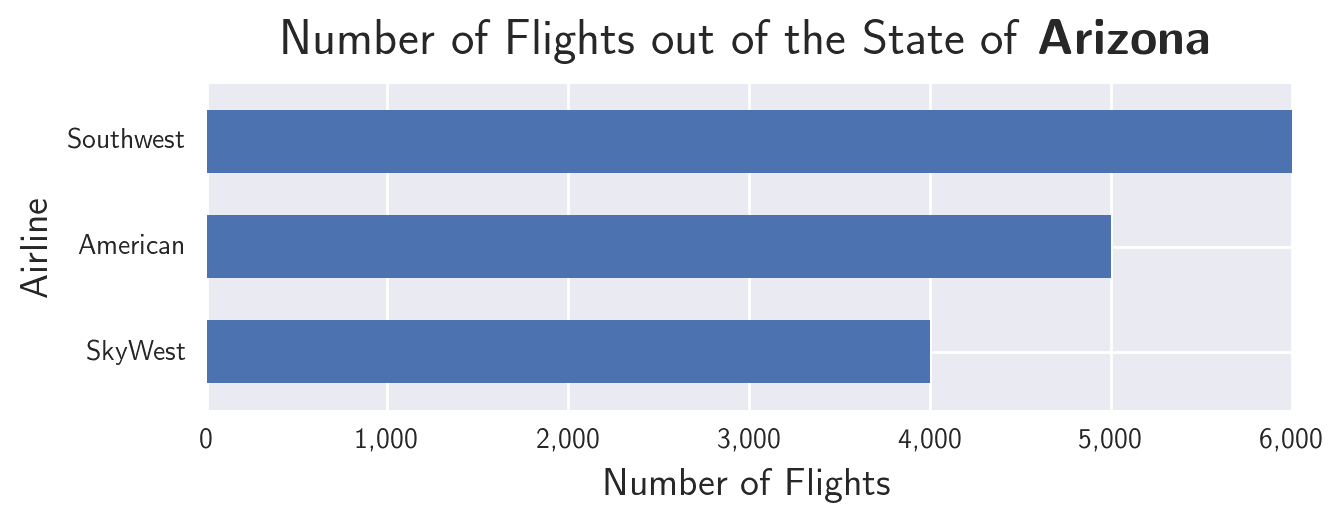 Number of Flights out of the State of Arizona
Southwest
American
SkyWest
Airline
0 1,000 2,000 3,000 4,000 5,000 6,000
Number of Flights